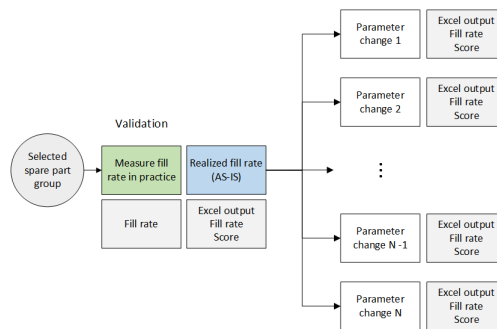 Parameter
change 1
Excel output
Fill rate
Score
Parameter
change 2
Excel output
Fill rate
Score
Validation
Selected
spare part
group
Measure fill
rate in practice
Realized fill rate
(AS-IS)
Fill rate
Excel output
Fill rate
Score
Parameter
change N -1
Excel output
Fill rate
Score
Parameter
change N
Excel output
Fill rate
Score